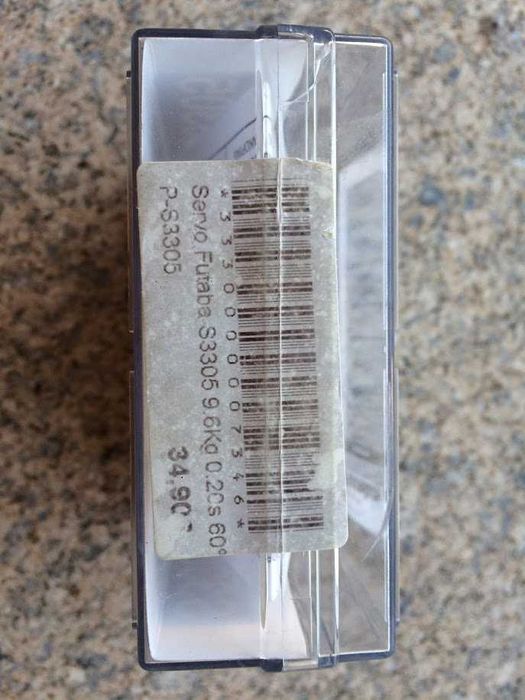 *3330000007346*
Servo Futaba S3305 9,6Kg 0.20s 60°
P-S3305
34,90